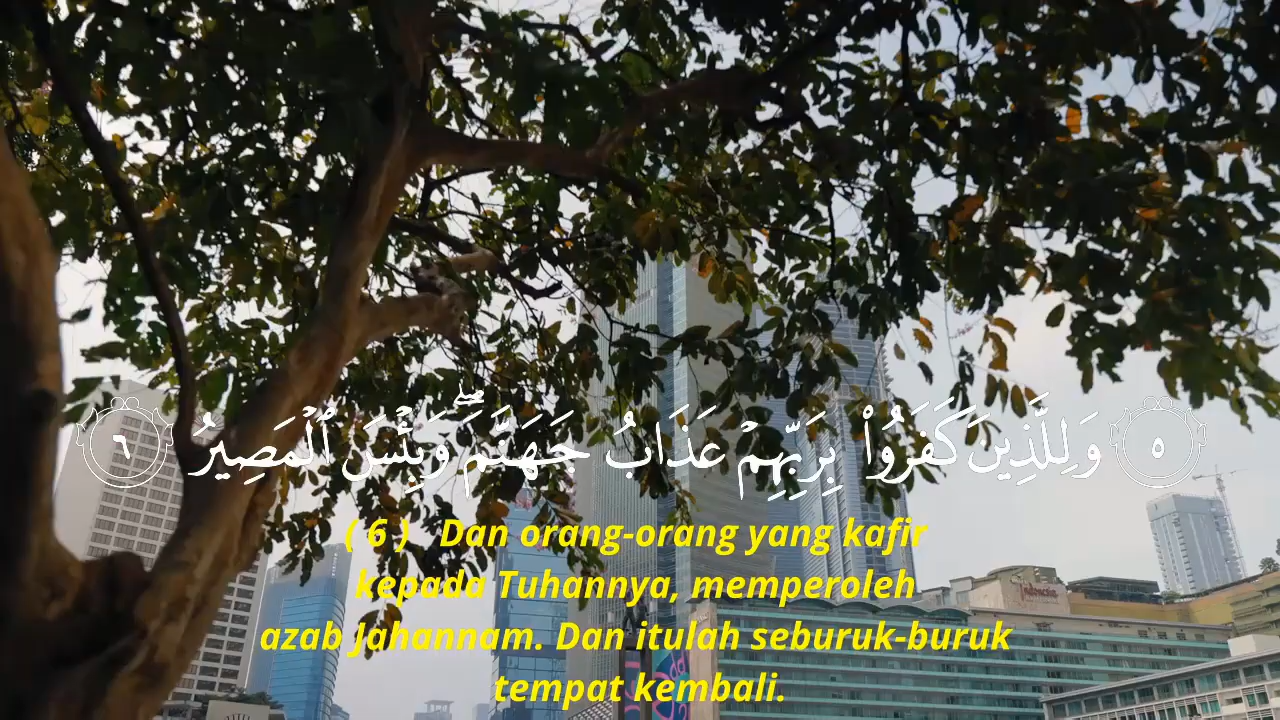 ٥ وَلِلَّذِينَ كَفَرُواْ بِرَبِّهِمۡ عَذَابُ جَهَنَّمَۖ وَبِئۡسَ ٱلۡمَصِيرُ ٦
( 6 ) Dan orang-orang yang kafir
kepada Tuhannya, memperoleh
azab Jahannam. Dan itulah seburuk-buruk
tempat kembali.
Indonesia